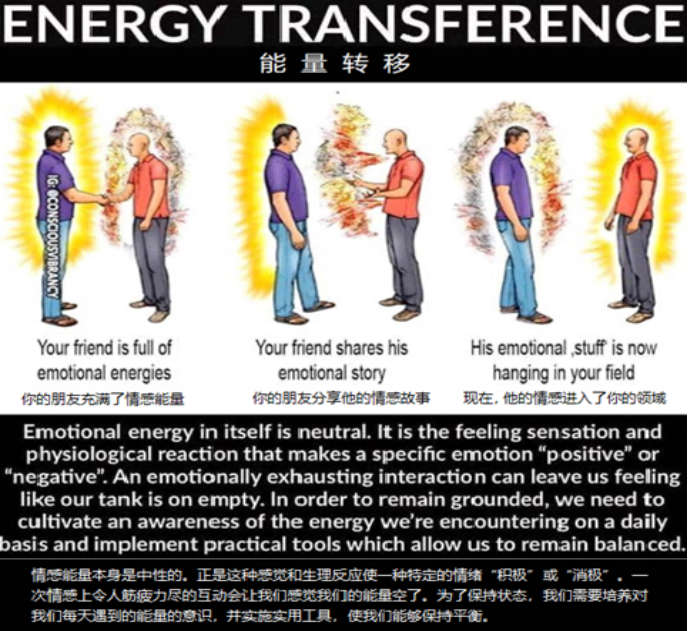 ENERGY TRANSFERENCE
能量转移
IG: @CONSCIOUSVIBRANCY
Your friend is full of
emotional energies
你的朋友充满了情感能量
Your friend shares his
emotional story
你的朋友分享他的情感故事
His emotional ‚stuff‘ is now
hanging in your field
现在，他的情感进入了你的领域
Emotional energy in itself is neutral. It is the feeling sensation and
physiological reaction that makes a specific emotion “positive” or
“negative”. An emotionally exhausting interaction can leave us feeling
like our tank is on empty. In order to remain grounded, we need to
cultivate an awareness of the energy we’re encountering on a daily
basis and implement practical tools which allow us to remain balanced.
情感能量本身是中性的。正是这种感觉和生理反应使一种特定的情绪“积极”或“消极”。一
次情感上令人筋疲力尽的互动会让我们感觉我们的能量空了。为了保持状态，我们需要培养对
我们每天遇到的能量的意识，并实施实用工具，使我们能够保持平衡。